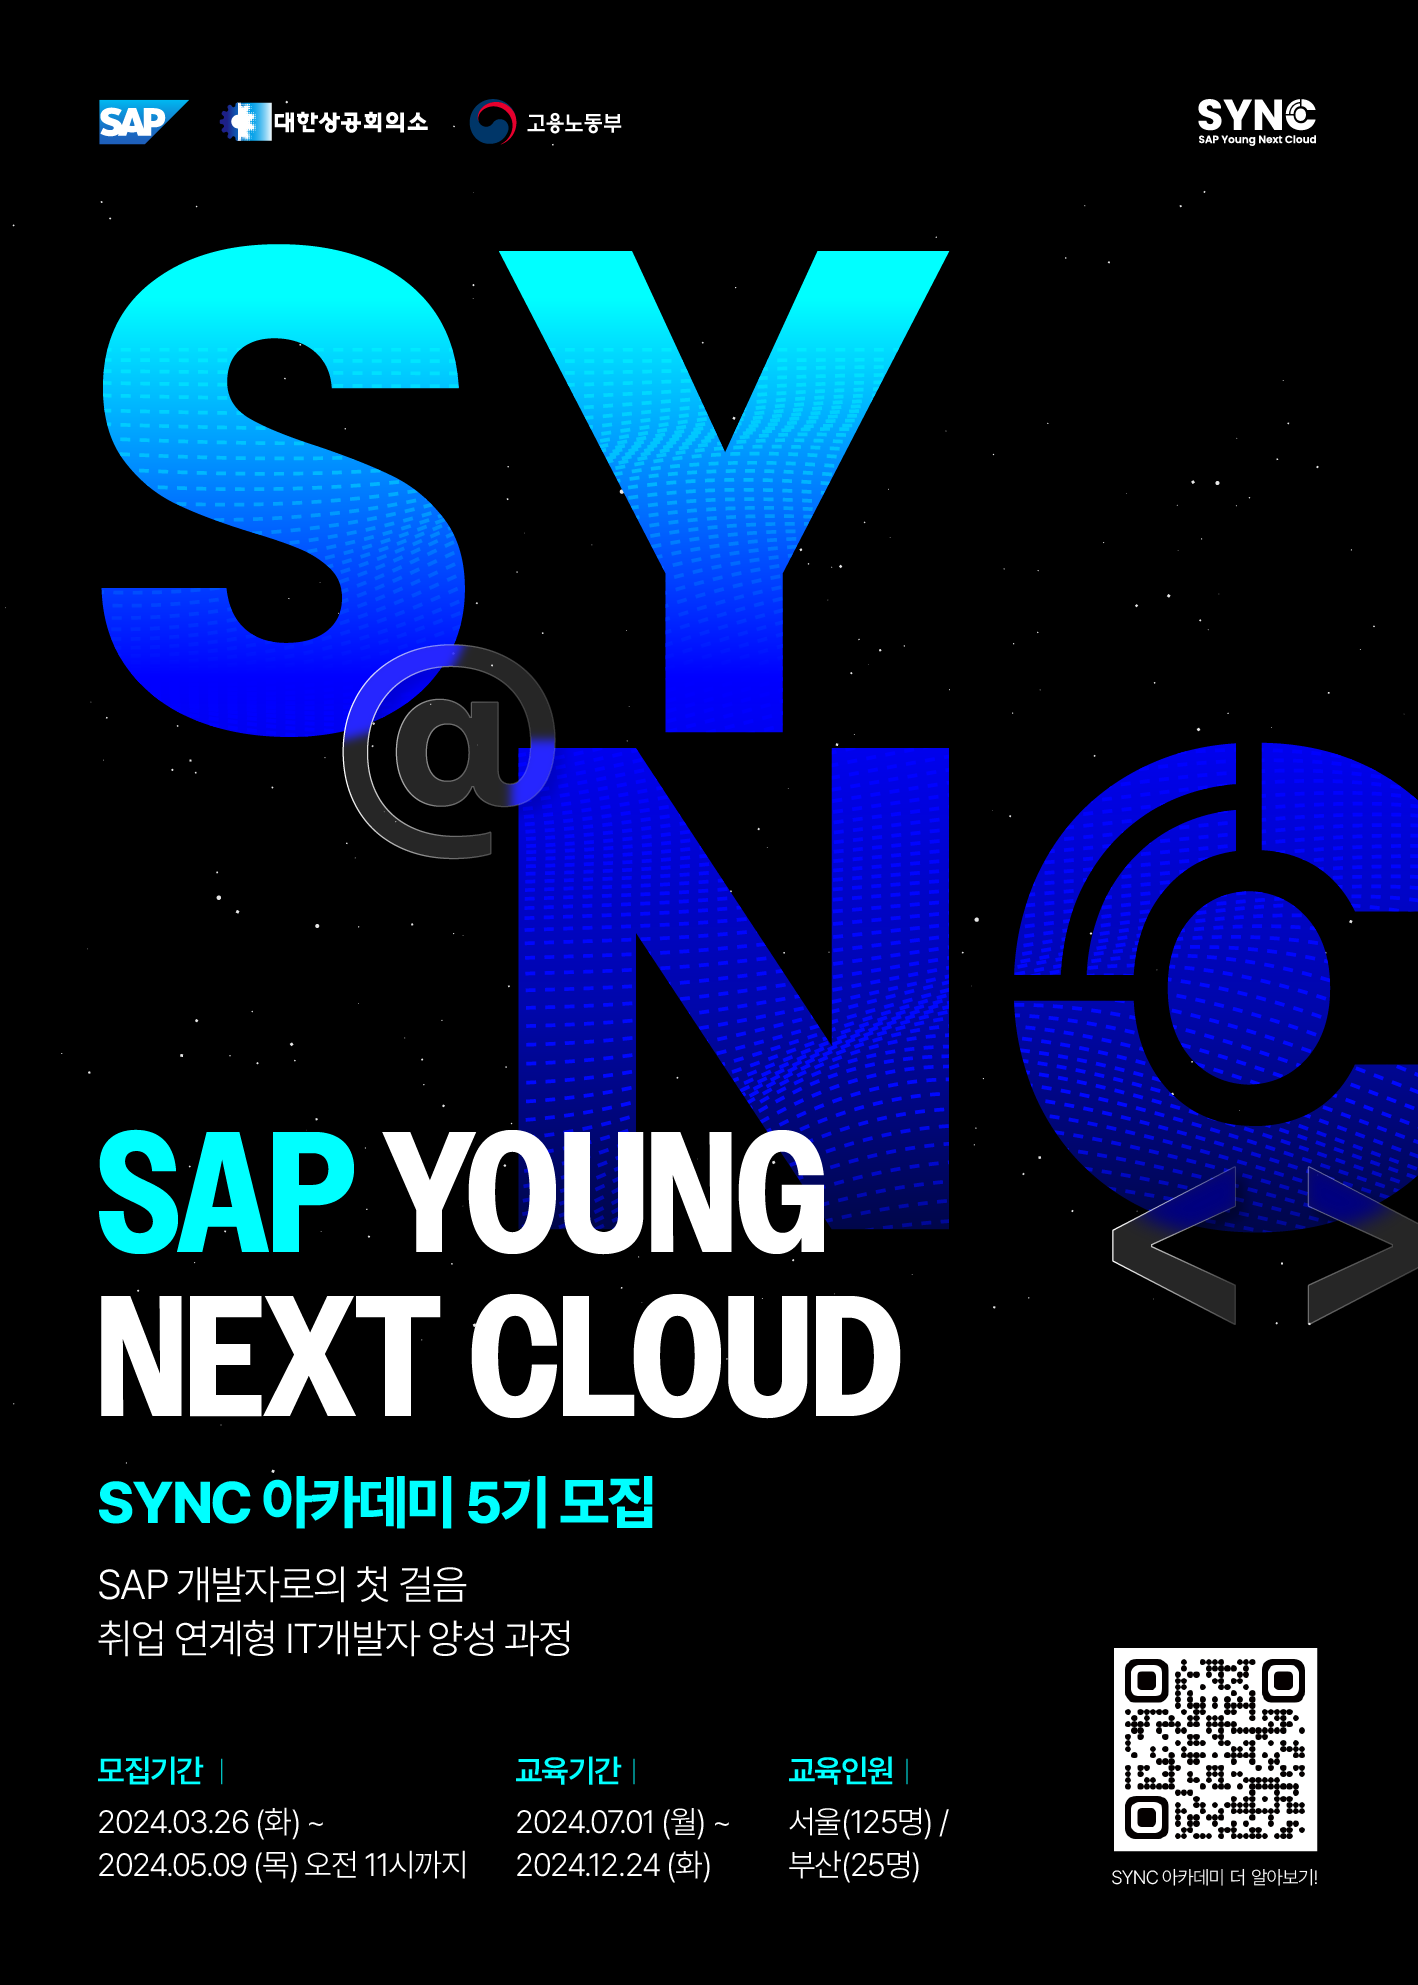 SAP 대한상공회의소 고용노동부
SYNC
SAP Young Next Cloud
SY
@
NC
<>
SAP YOUNG
NEXT CLOUD
SYNC 아카데미 5기 모집
SAP 개발자로의 첫 걸음
취업 연계형 IT개발자 양성 과정
모집기간 |
2024.03.26 (화) ~
2024.05.09 (목) 오전 11시까지
교육기간 |
2024.07.01 (월) ~
2024.12.24 (화)
교육인원 |
서울(125명) /
부산(25명)
SYNC 아카데미 더 알아보기!